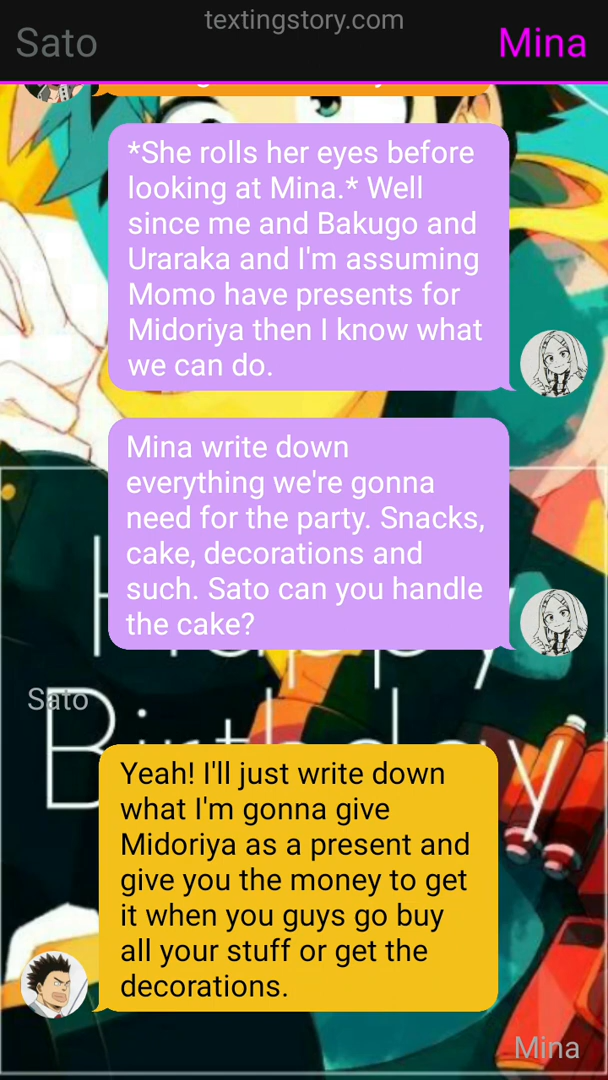 textingstory.com
Sato
Mina
*She rolls her eyes before
looking at Mina.* Well
since me and Bakugo and
Uraraka and I'm assuming
Momo have presents for
Midoriya then I know what
we can do.
Mina write down
everything we're gonna
need for the party. Snacks,
cake, decorations and
such. Sato can you handle
the cake?
Happy
Sato
Birthday
Yeah! I'll just write down
what I'm gonna give
Midoriya as a present and
give you the money to get
it when you guys go buy
all your stuff or get the
decorations.
Mina